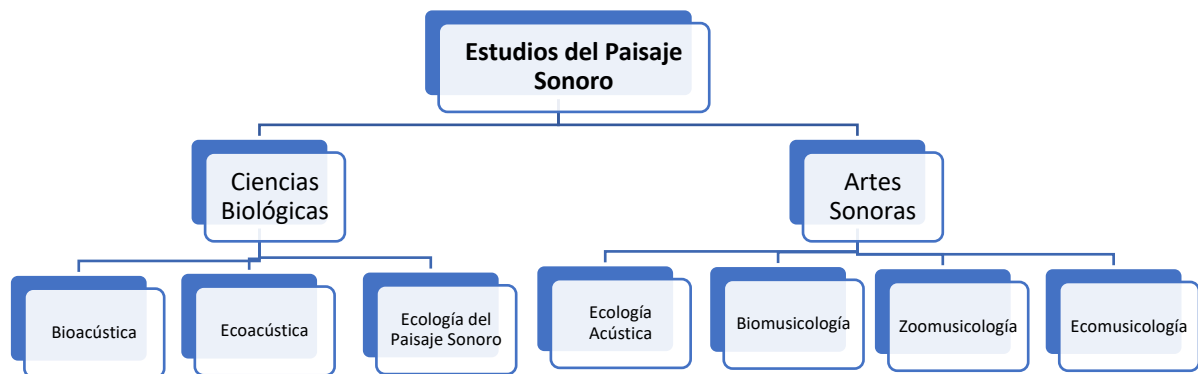 Estudios del Paisaje
Sonoro
Ciencias
Biológicas
Artes
Sonoras
Bioacústica
Ecoacústica
Ecología del
Paisaje Sonoro
Ecología
Acústica
Biomusicología
Zoomusicología
Ecomusicología